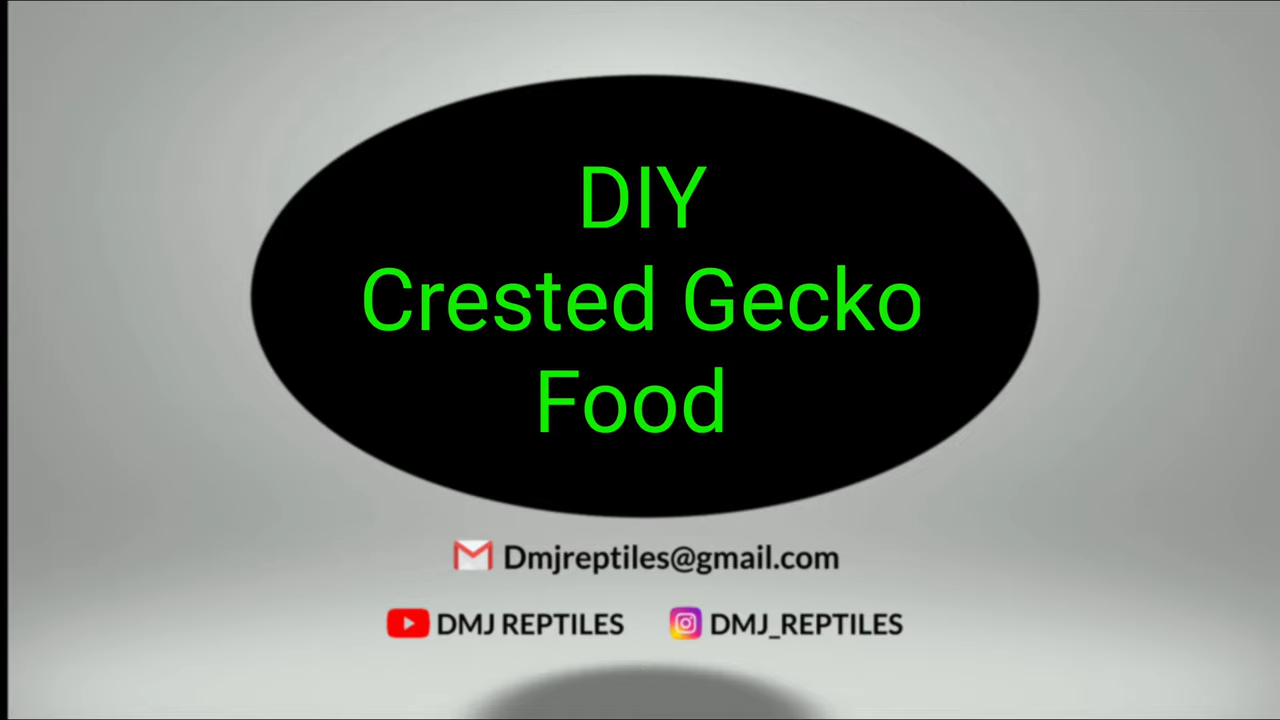 DIY
Crested Gecko
Food
Dmjreptiles@gmail.com
DMJ REPTILES DMJ_REPTILES